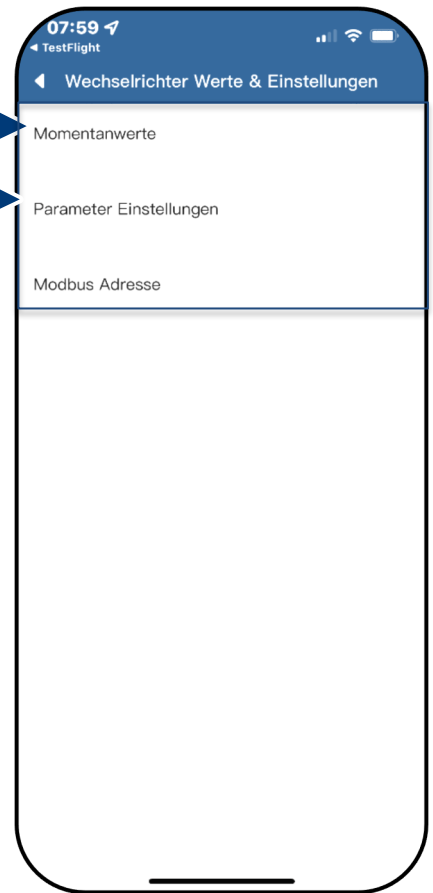 07:59
◀ TestFlight
Wechselrichter Werte & Einstellungen
Momentanwerte
Parameter Einstellungen
Modbus Adresse